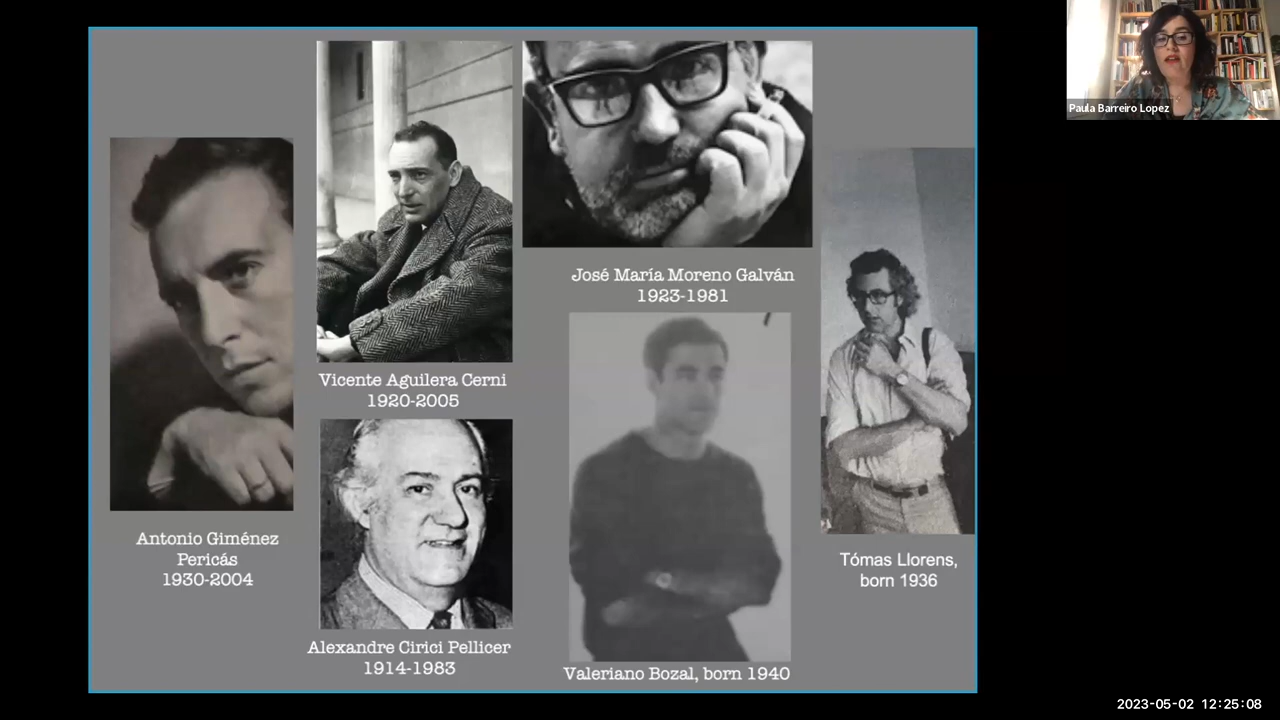 Paula Barreiro Lopez
José María Moreno Galván
1923-1981
Vicente Aguilera Cerni
1920-2005
Antonio Giménez
Pericás
1930-2004
Tómas Llorens,
born 1936
Alexandre Cirici Pellicer
1914-1983
Valeriano Bozal, born 1940
2023-05-02 12:25:08